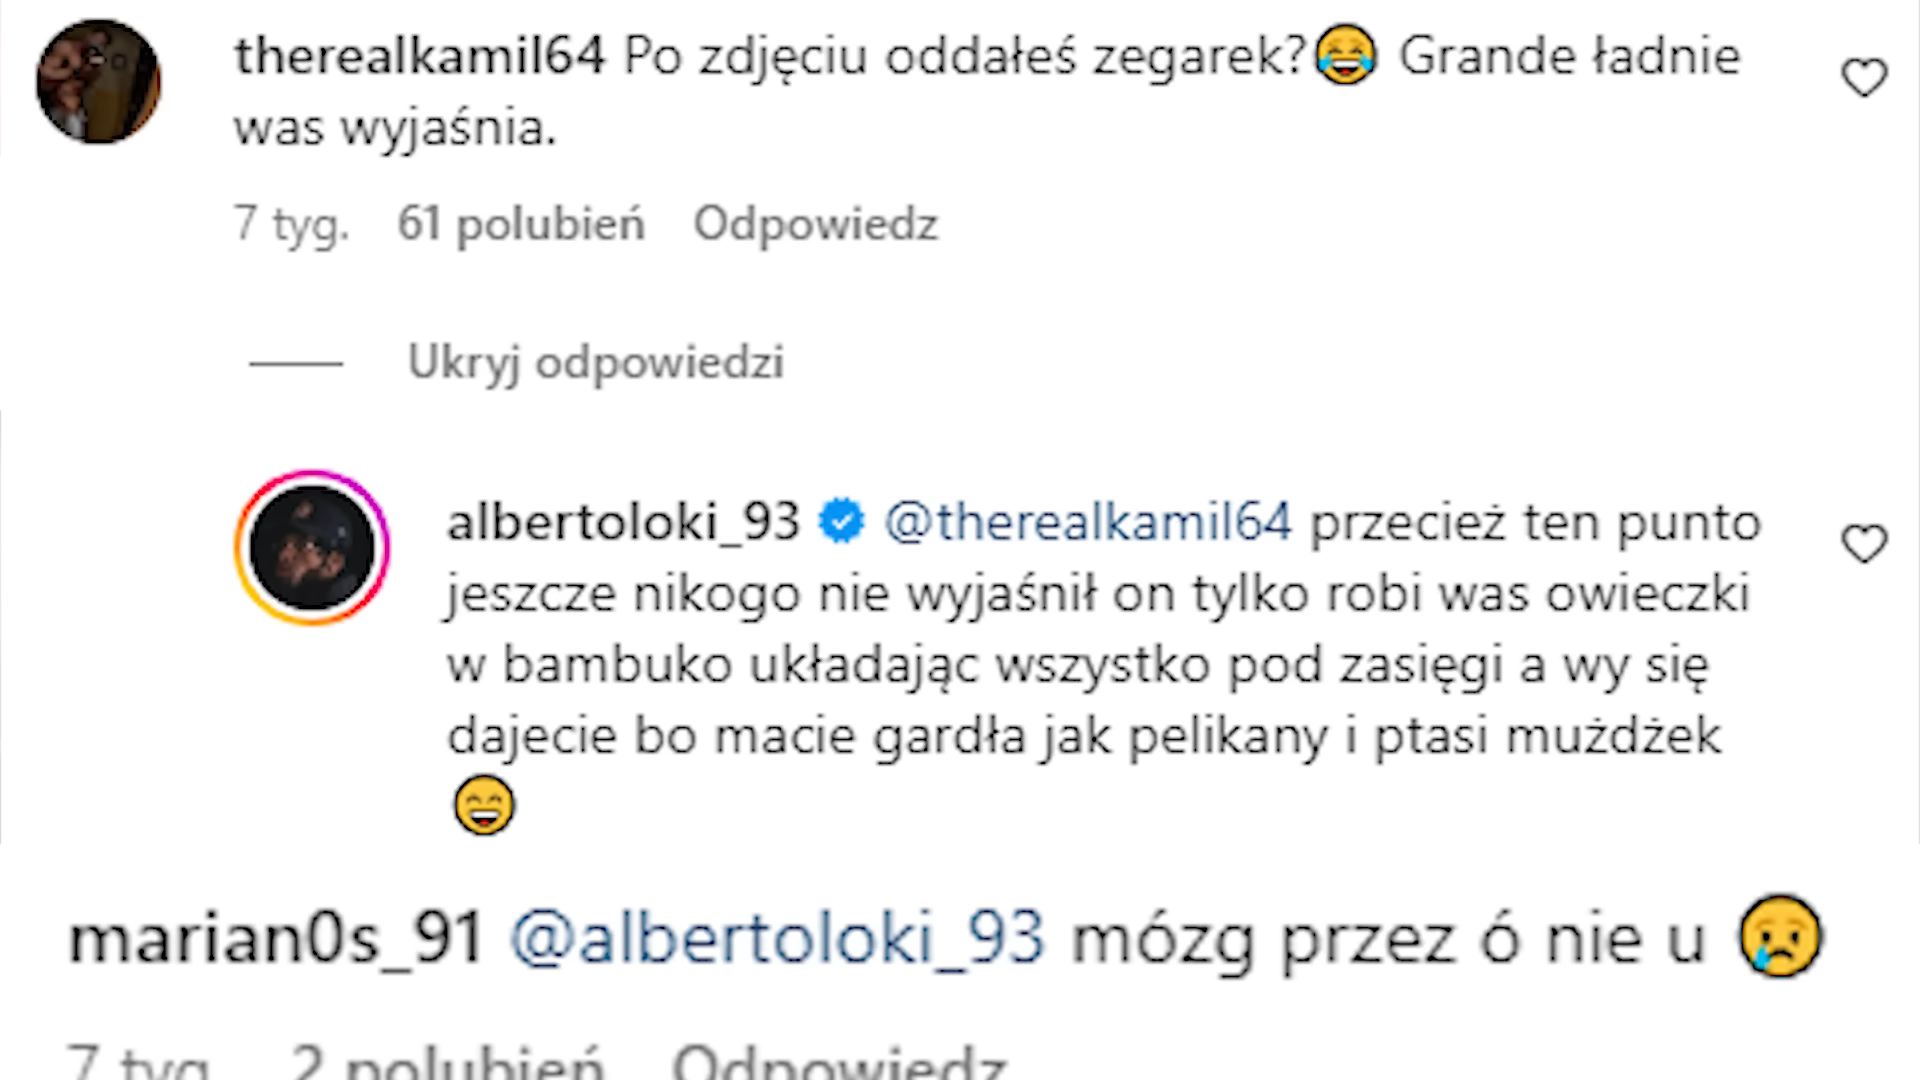 therealkamil64 Po zdjęciu oddałeś zegarek?😂 Grande ładnie
was wyjaśnia.
7 tyg. 61 polubień Odpowiedz
Ukryj odpowiedzi
albertoloki_93 @therealkamil64 przecież ten punto
jeszcze nikogo nie wyjaśnił on tylko robi was owieczki
w bambuko układając wszystko pod zasięgi a wy się
dajecie bo macie gardła jak pelikany i ptasi mużdżek
😄
marian0s_91 @albertoloki_93 mózg przez ó nie u 😢
7 tyg. 2 polubień Odpowiedz